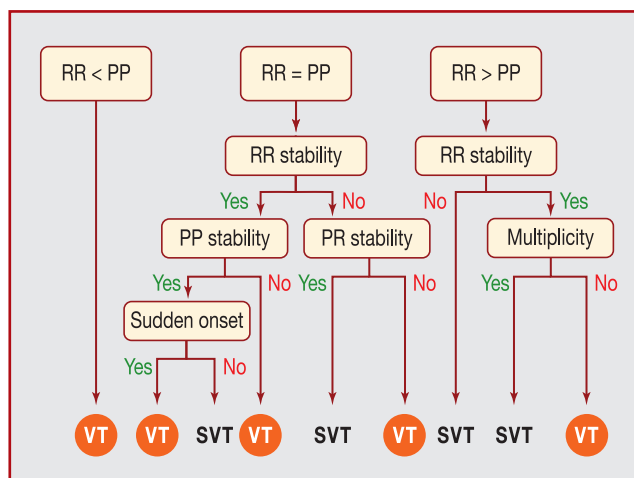 RR < PP RR = PP RR > PP
RR stability RR stability
Yes No No Yes
PP stability PR stability Multiplicity
Yes No Yes No Yes No
Sudden onset
Yes No
VT VT SVT VT SVT VT SVT SVT VT